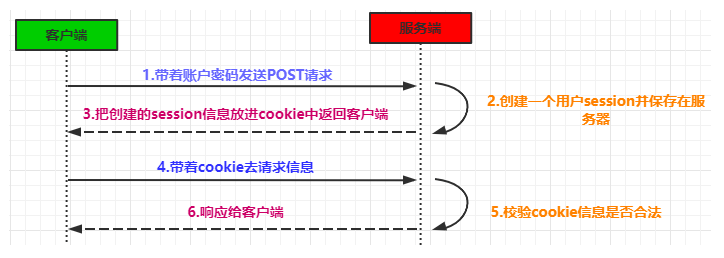 客户端
服务端
1.带着账户密码发送POST请求
2.创建一个用户session并保存在服
务器
3.把创建的session信息放进cookie中返回客户端
4.带着cookie去请求信息
5.校验cookie信息是否合法
6.响应给客户端